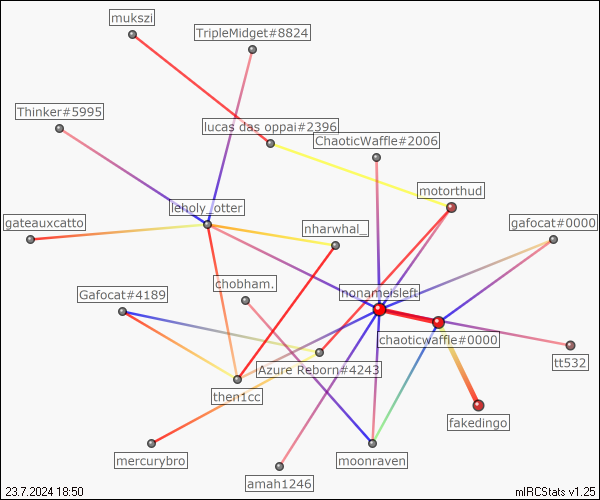 mukszi
TripleMidget#8824
Thinker#5995
lucas das oppai#2396
ChaoticWaffle#2006
motorthud
leholy_otter
gateauxcatto
nharwhal_
gafocat#0000
chobham.
Gafocat#4189
nonameisleft
chaoticwaffle#0000
Azure Reborn#4243
tt532
then1cc
fakedingo
mercurybro
moonraven
amah1246
23.7.2024 18:50
mIRCStats v1.25